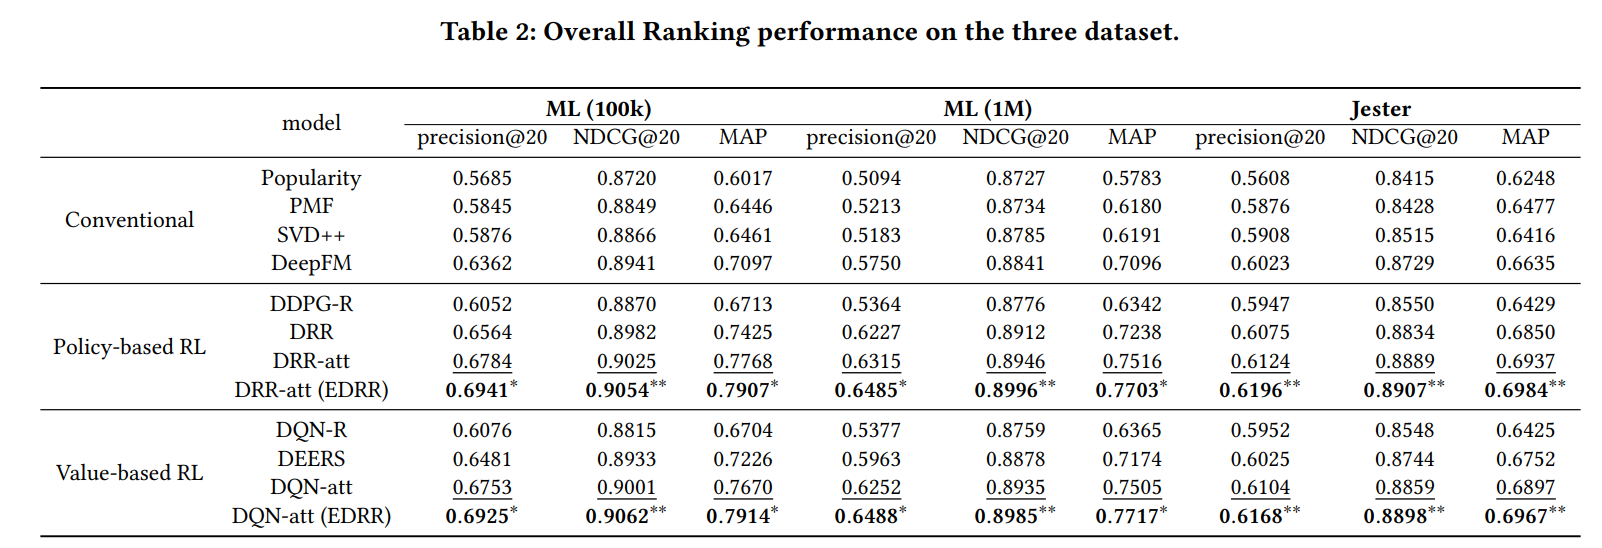 Table 2: Overall Ranking performance on the three dataset.
model ML (100k) ML (1M) Jester
precision@20 NDCG@20 MAP precision@20 NDCG@20 MAP precision@20 NDCG@20 MAP
Conventional
Popularity 0.5685 0.8720 0.6017 0.5094 0.8727 0.5783 0.5608 0.8415 0.6248
PMF 0.5845 0.8849 0.6446 0.5213 0.8734 0.6180 0.5876 0.8428 0.6477
SVD++ 0.5876 0.8866 0.6461 0.5183 0.8785 0.6191 0.5908 0.8515 0.6416
DeepFM 0.6362 0.8941 0.7097 0.5750 0.8841 0.7096 0.6023 0.8729 0.6635
Policy-based RL
DDPG-R 0.6052 0.8870 0.6713 0.5364 0.8776 0.6342 0.5947 0.8550 0.6429
DRR 0.6564 0.8982 0.7425 0.6227 0.8912 0.7238 0.6075 0.8834 0.6850
DRR-att 0.6784 0.9025 0.7768 0.6315 0.8946 0.7516 0.6124 0.8889 0.6937
DRR-att (EDRR) 0.6941* 0.9054** 0.7907* 0.6485* 0.8996** 0.7703* 0.6196** 0.8907** 0.6984**
Value-based RL
DQN-R 0.6076 0.8815 0.6704 0.5377 0.8759 0.6365 0.5952 0.8548 0.6425
DEERS 0.6481 0.8933 0.7226 0.5963 0.8878 0.7174 0.6025 0.8744 0.6752
DQN-att 0.6753 0.9001 0.7670 0.6252 0.8935 0.7505 0.6104 0.8859 0.6897
DQN-att (EDRR) 0.6925* 0.9062** 0.7914* 0.6488* 0.8985** 0.7717* 0.6168** 0.8898** 0.6967**